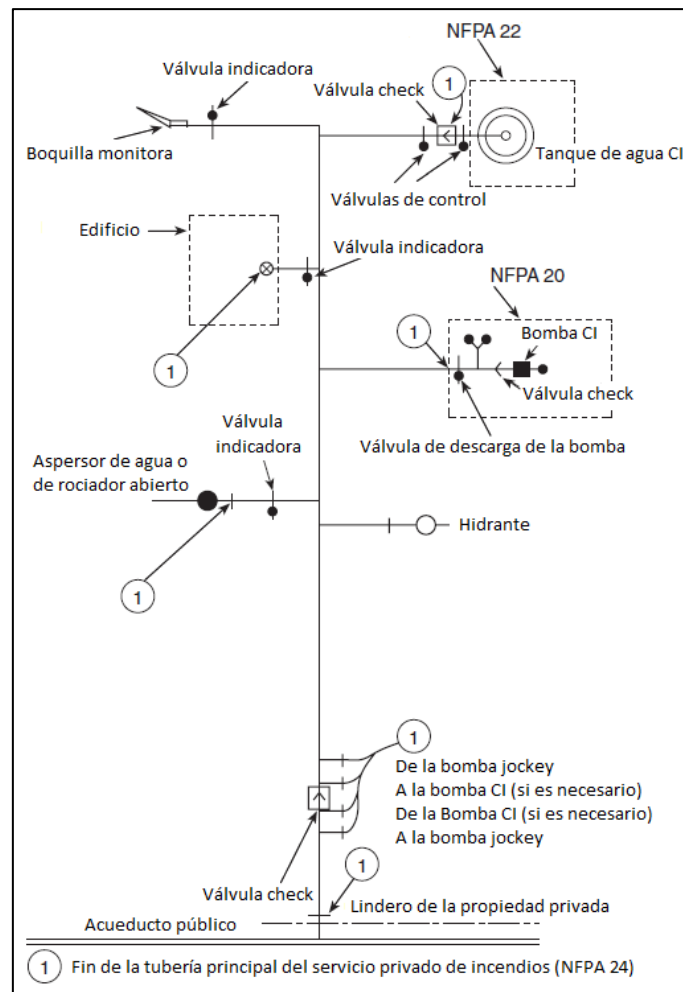 NFPA 22
Válvula indicadora
Válvula check
1
Boquilla monitora
Tanque de agua CI
Válvulas de control
Edificio
Válvula indicadora
NFPA 20
1
Bomba CI
1
Válvula check
Válvula
indicadora
Válvula de descarga de la bomba
Aspersor de agua o
de rociador abierto
Hidrante
1
1
De la bomba jockey
A la bomba CI (si es necesario)
De la Bomba CI (si es necesario)
A la bomba jockey
1
Válvula check
Lindero de la propiedad privada
Acueducto público
1 Fin de la tubería principal del servicio privado de incendios (NFPA 24)